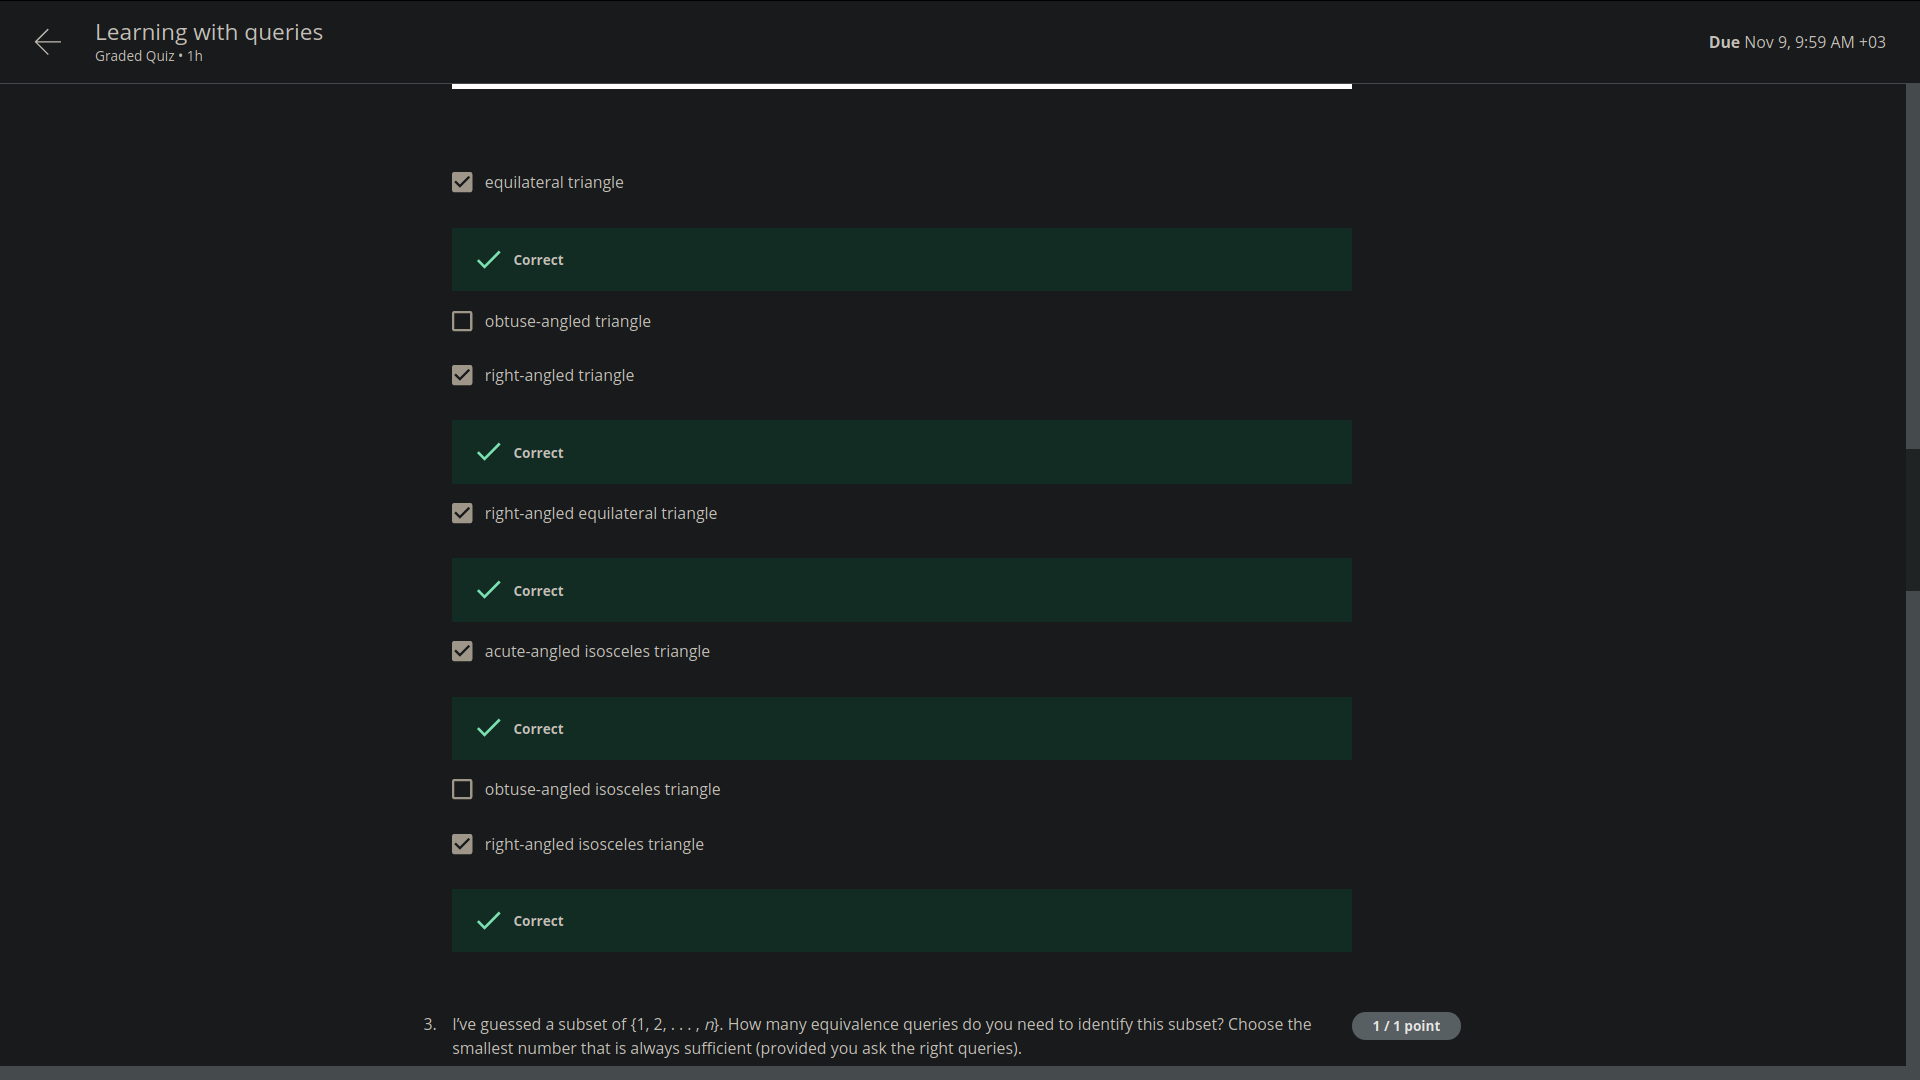 Learning with queries
Graded Quiz • 1h
Due Nov 9, 9:59 AM +03
equilateral triangle
Correct
obtuse-angled triangle
right-angled triangle
Correct
right-angled equilateral triangle
Correct
acute-angled isosceles triangle
Correct
obtuse-angled isosceles triangle
right-angled isosceles triangle
Correct
3. I've guessed a subset of {1, 2, . . . , n}. How many equivalence queries do you need to identify this subset? Choose the
smallest number that is always sufficient (provided you ask the right queries).
1 / 1 point